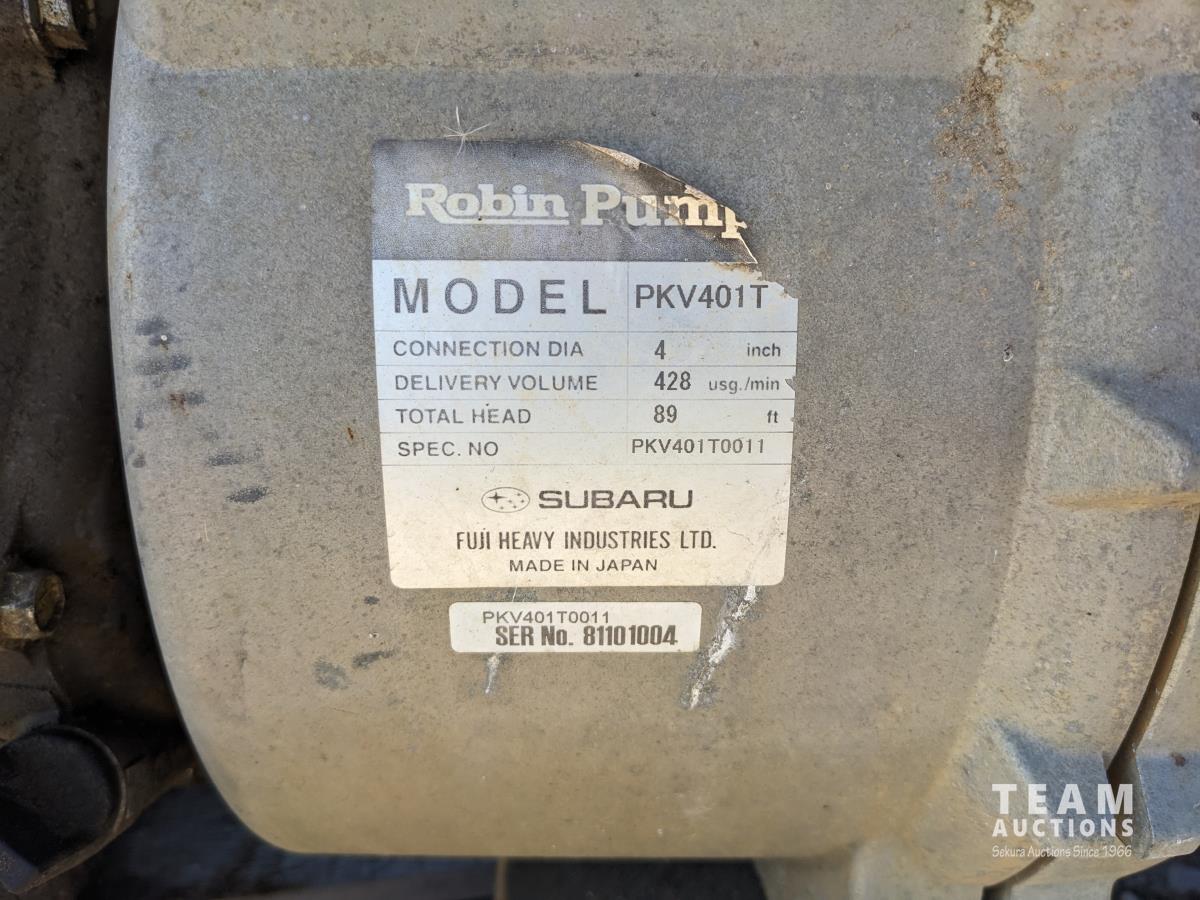 Robin Pump
MODEL PKV401T
CONNECTION DIA 4 inch
DELIVERY VOLUME 428 usg./min
TOTAL HEAD 89 ft
SPEC. NO PKV401T0011
SUBARU
FUJI HEAVY INDUSTRIES LTD.
MADE IN JAPAN
PKV401T0011
SER No. 81101004
TEAM
AUCTIONS
Sekura Auctions Since 1966